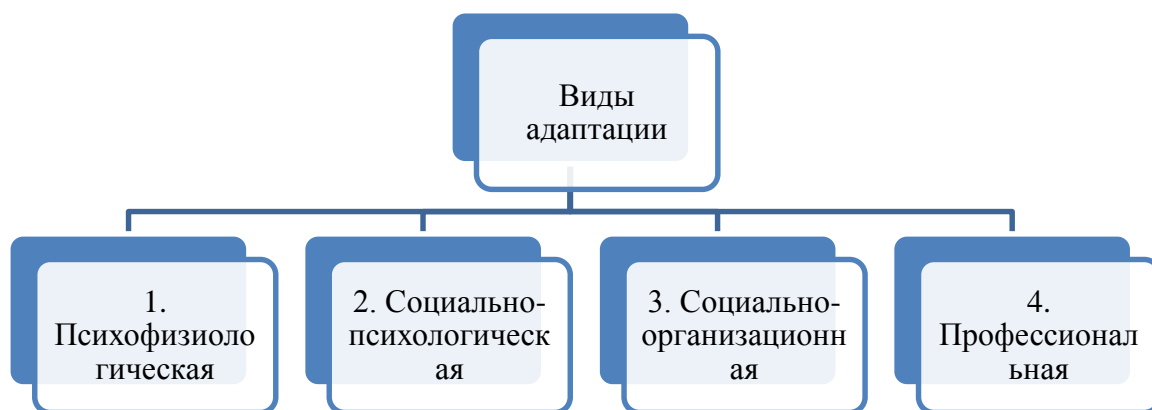 Виды
адаптации
1.
Психофизиоло
гическая
2. Социально-
психологическ
ая
3. Социально-
организационн
ая
4.
Профессионал
ьная